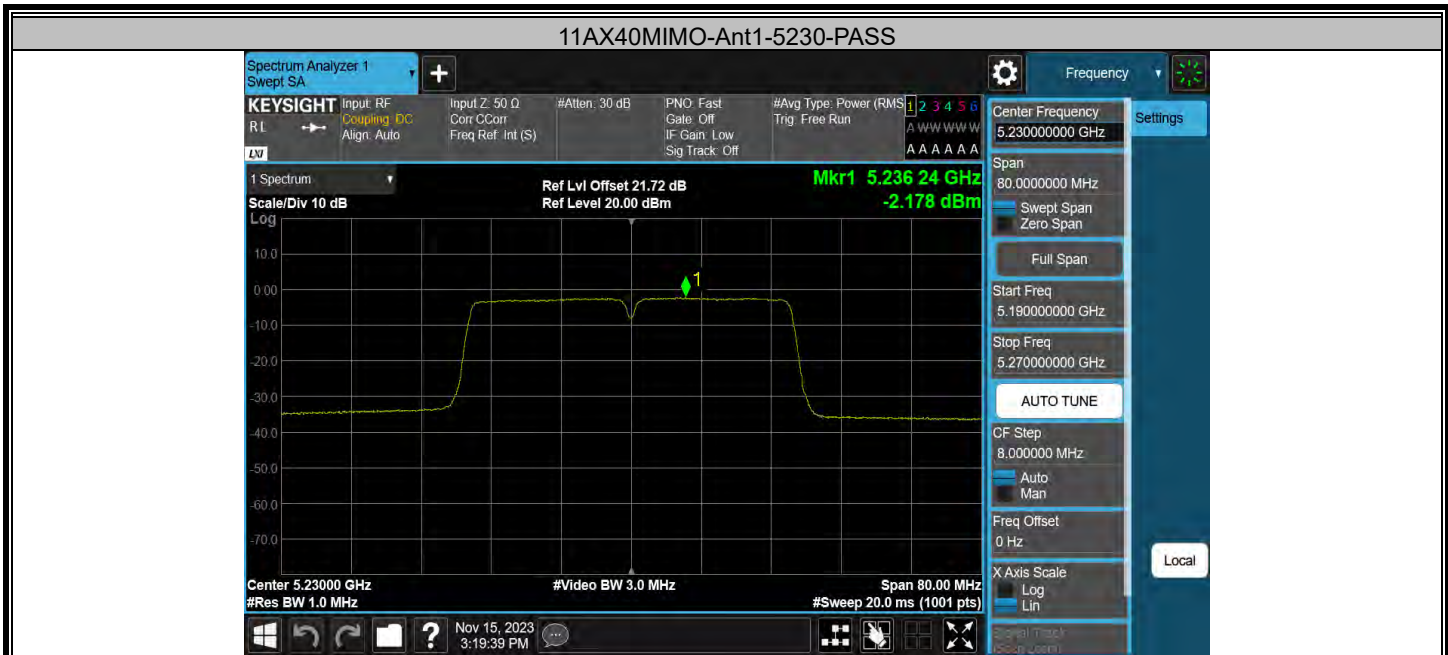 11AX40MIMO-Ant1-5230-PASS
Spectrum Analyzer 1
Swept SA
Frequency
KEYSIGHT
RL
LXI
Input: RF
Coupling: DC
Align: Auto
Input Z: 50 Ω
Corr CCorr
Freq Ref: Int (S)
#Atten: 30 dB
PNO: Fast
Gate: Off
IF Gain: Low
Sig Track: Off
#Avg Type: Power (RMS
Trig: Free Run
1 2 3 4 5 6
A W W W W W
A A A A A A
Center Frequency
5.230000000 GHz
Settings
Span
80.0000000 MHz
Swept Span
Zero Span
Full Span
Start Freq
5.190000000 GHz
Stop Freq
5.270000000 GHz
AUTO TUNE
CF Step
8.000000 MHz
Auto
Man
Freq Offset
0 Hz
X Axis Scale
Log
Lin
Signal Track
(Span Zoom)
Local
1 Spectrum
Scale/Div 10 dB
Ref Lvl Offset 21.72 dB
Ref Level 20.00 dBm
Mkr1 5.236 24 GHz
-2.178 dBm
Log
10.0
0.00
-10.0
-20.0
-30.0
-40.0
-50.0
-60.0
-70.0
1
Center 5.23000 GHz
#Video BW 3.0 MHz
Span 80.00 MHz
#Res BW 1.0 MHz
#Sweep 20.0 ms (1001 pts)
?
Nov 15, 2023
3:19:39 PM